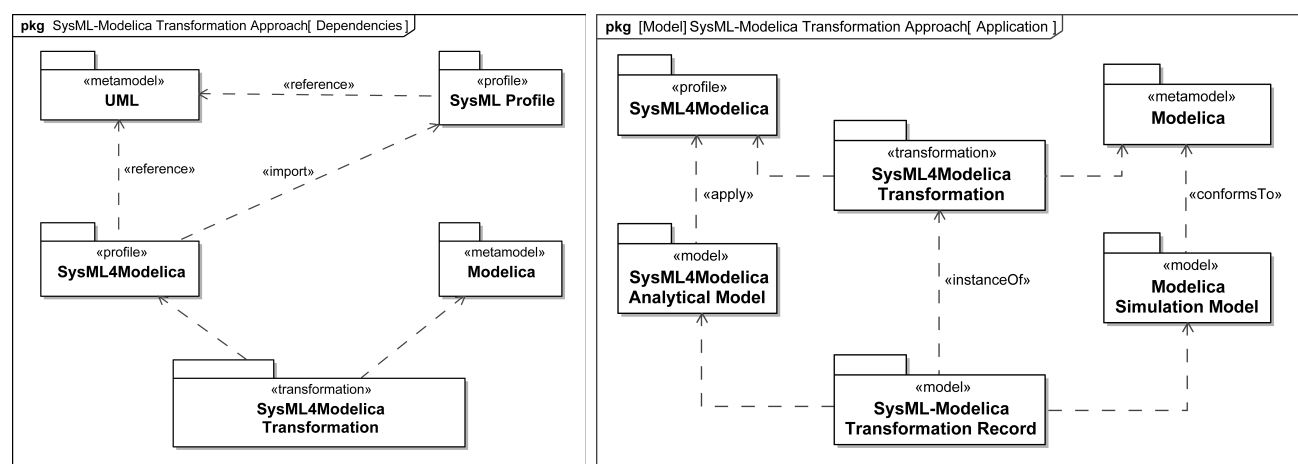 pkg SysML-Modelica Transformation Approach[ Dependencies]
«metamodel»
UML
«reference»
«profile»
SysML Profile
«reference»
«import»
«profile»
SysML4Modelica
«metamodel»
Modelica
«transformation»
SysML4Modelica
Transformation
pkg [Model] SysML-Modelica Transformation Approach[ Application ]
«profile»
SysML4Modelica
«metamodel»
Modelica
«transformation»
SysML4Modelica
Transformation
«apply»
«conformsTo»
«model»
SysML4Modelica
Analytical Model
«instanceOf»
«model»
Modelica
Simulation Model
«model»
SysML-Modelica
Transformation Record